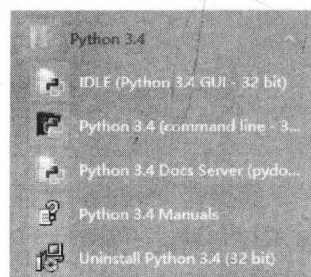 Python 3.4
IDLE (Python 3.4 GUI - 32 bit)
Python 3.4 (command line - 3...
Python 3.4 Docs Server (pydo...
Python 3.4 Manuals
Uninstall Python 3.4 (32 bit)